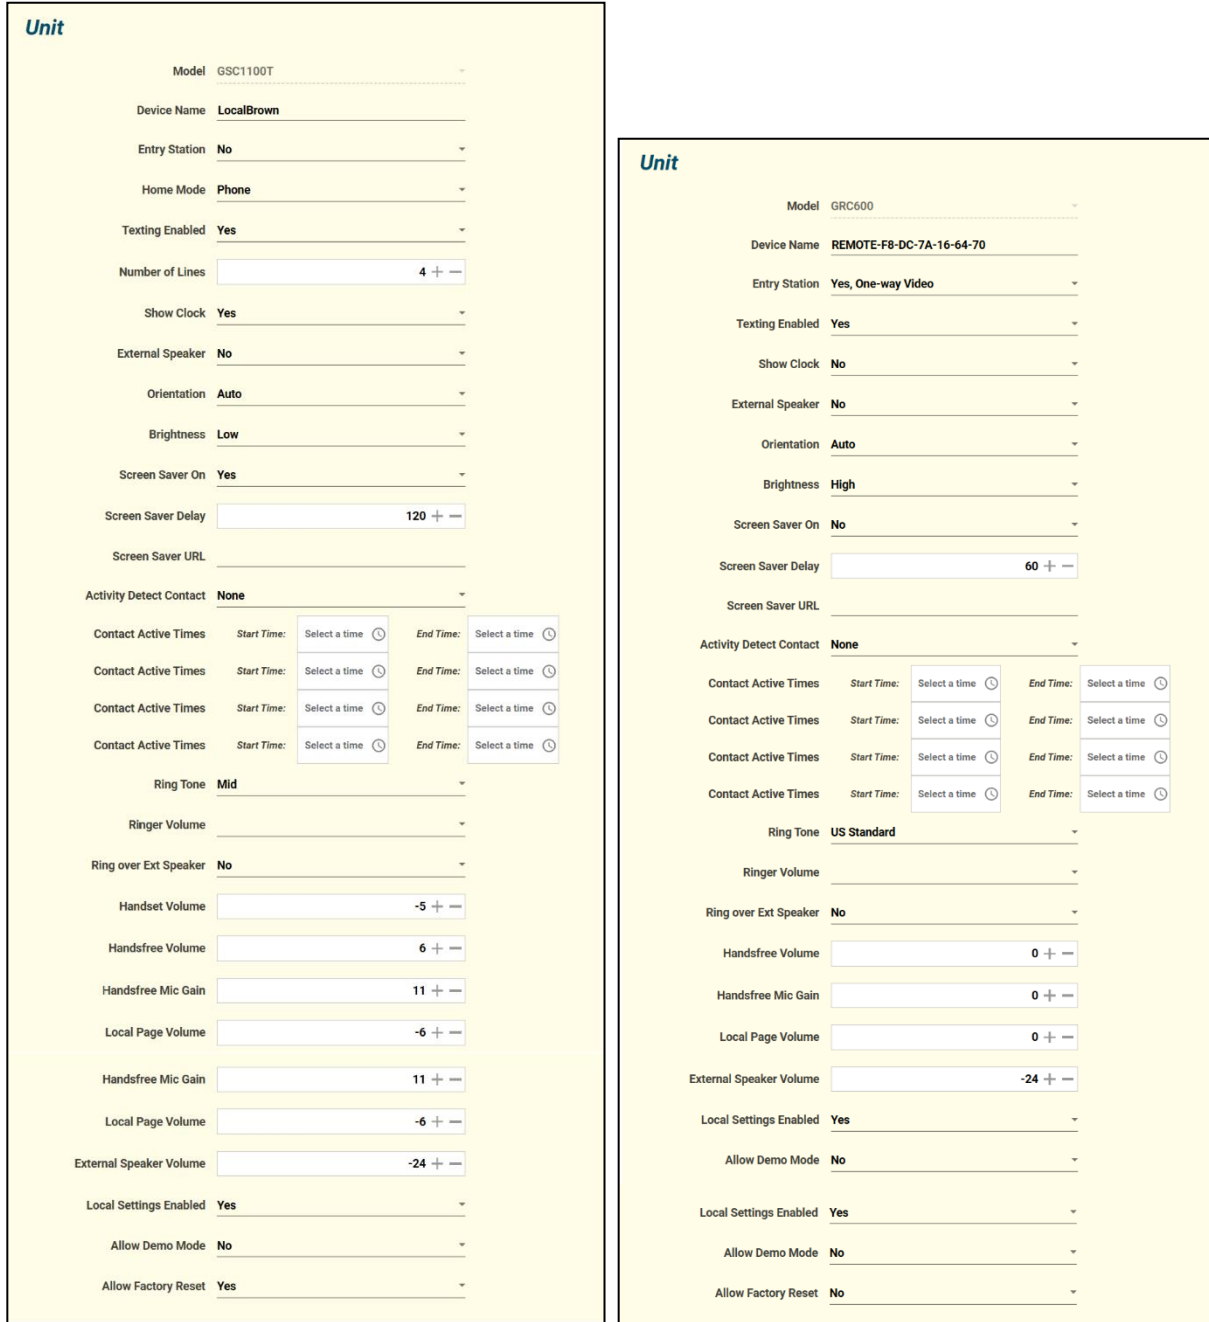 Unit
Model GSC1100T
Device Name LocalBrown
Entry Station No
Home Mode Phone
Texting Enabled Yes
Number of Lines 4
Show Clock Yes
External Speaker No
Orientation Auto
Brightness Low
Screen Saver On Yes
Screen Saver Delay 120
Screen Saver URL
Activity Detect Contact None
Contact Active Times Start Time: Select a time End Time: Select a time
Contact Active Times Start Time: Select a time End Time: Select a time
Contact Active Times Start Time: Select a time End Time: Select a time
Contact Active Times Start Time: Select a time End Time: Select a time
Ring Tone Mid
Ringer Volume
Ring over Ext Speaker No
Handset Volume -5
Handsfree Volume 6
Handsfree Mic Gain 11
Local Page Volume -6
Handsfree Mic Gain 11
Local Page Volume -6
External Speaker Volume -24
Local Settings Enabled Yes
Allow Demo Mode No
Allow Factory Reset Yes
Unit
Model GRC600
Device Name REMOTE-F8-DC-7A-16-64-70
Entry Station Yes, One-way Video
Texting Enabled Yes
Show Clock No
External Speaker No
Orientation Auto
Brightness High
Screen Saver On No
Screen Saver Delay 60
Screen Saver URL
Activity Detect Contact None
Contact Active Times Start Time: Select a time End Time: Select a time
Contact Active Times Start Time: Select a time End Time: Select a time
Contact Active Times Start Time: Select a time End Time: Select a time
Contact Active Times Start Time: Select a time End Time: Select a time
Ring Tone US Standard
Ringer Volume
Ring over Ext Speaker No
Handsfree Volume 0
Handsfree Mic Gain 0
Local Page Volume 0
External Speaker Volume -24
Local Settings Enabled Yes
Allow Demo Mode No
Local Settings Enabled Yes
Allow Demo Mode No
Allow Factory Reset No